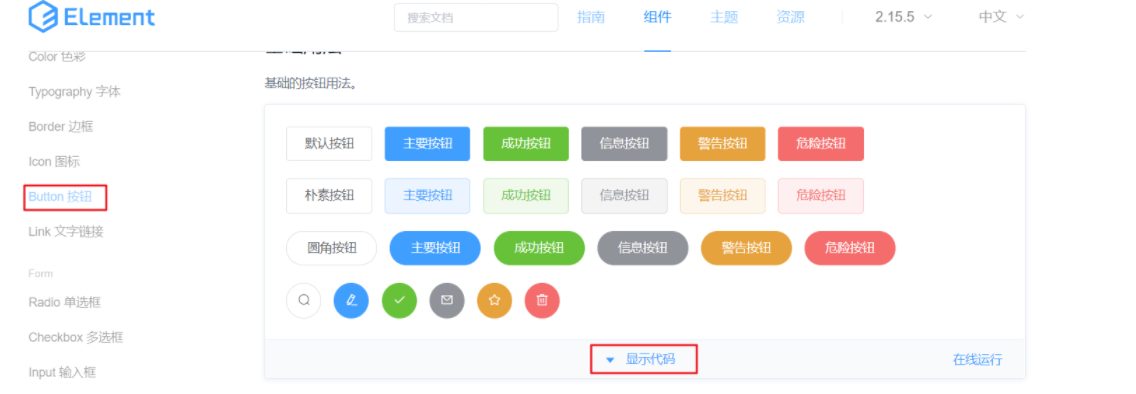 Element
搜索文档
指南 组件 主题 资源 2.15.5 中文
Color 色彩
Typography 字体
Border 边框
Icon 图标
Button 按钮
Link 文字链接
Form
Radio 单选框
Checkbox 多选框
Input 输入框
基础的按钮用法。
默认按钮 主要按钮 成功按钮 信息按钮 警告按钮 危险按钮
朴素按钮 主要按钮 成功按钮 信息按钮 警告按钮 危险按钮
圆角按钮 主要按钮 成功按钮 信息按钮 警告按钮 危险按钮
显示代码
在线运行